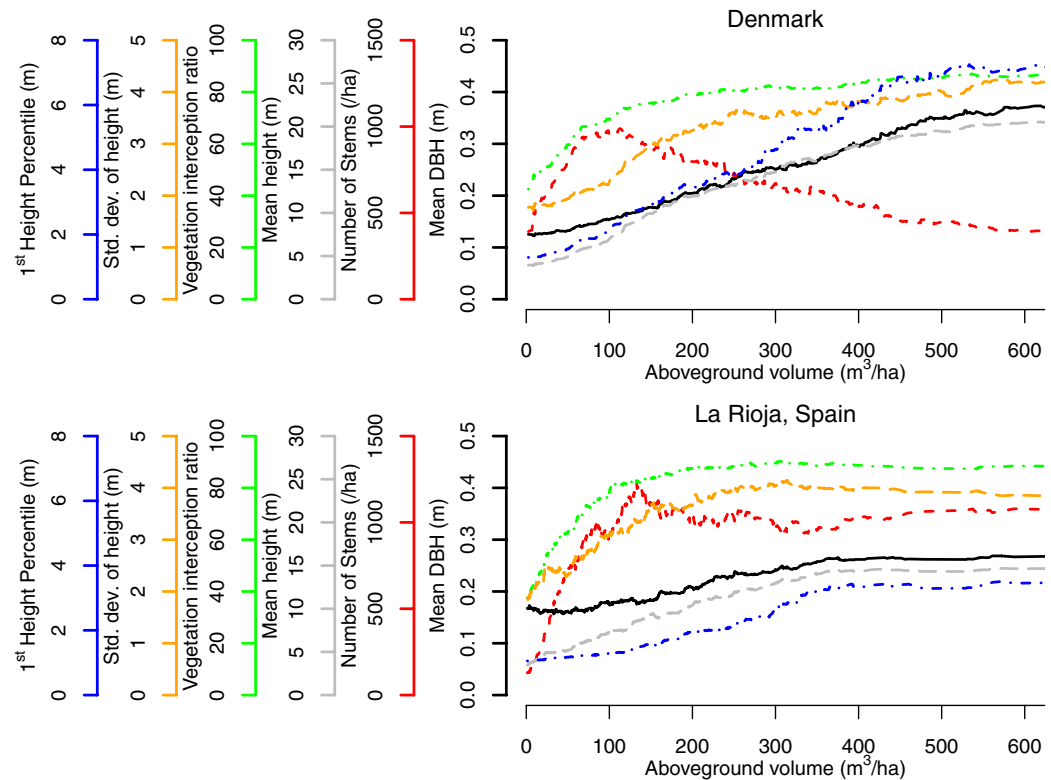 Denmark
1st Height Percentile (m)
0 2 4 6 8
Std. dev. of height (m)
0 1 2 3 4 5
Vegetation interception ratio
0 20 40 60 80 100
Mean height (m)
0 5 10 15 20 25 30
Number of Stems (/ha)
0 500 1000 1500
Mean DBH (m)
0.0 0.1 0.2 0.3 0.4 0.5
0 100 200 300 400 500 600
Aboveground volume (m3/ha)
La Rioja, Spain
1st Height Percentile (m)
0 2 4 6 8
Std. dev. of height (m)
0 1 2 3 4 5
Vegetation interception ratio
0 20 40 60 80 100
Mean height (m)
0 5 10 15 20 25 30
Number of Stems (/ha)
0 500 1000 1500
Mean DBH (m)
0.0 0.1 0.2 0.3 0.4 0.5
0 100 200 300 400 500 600
Aboveground volume (m3/ha)